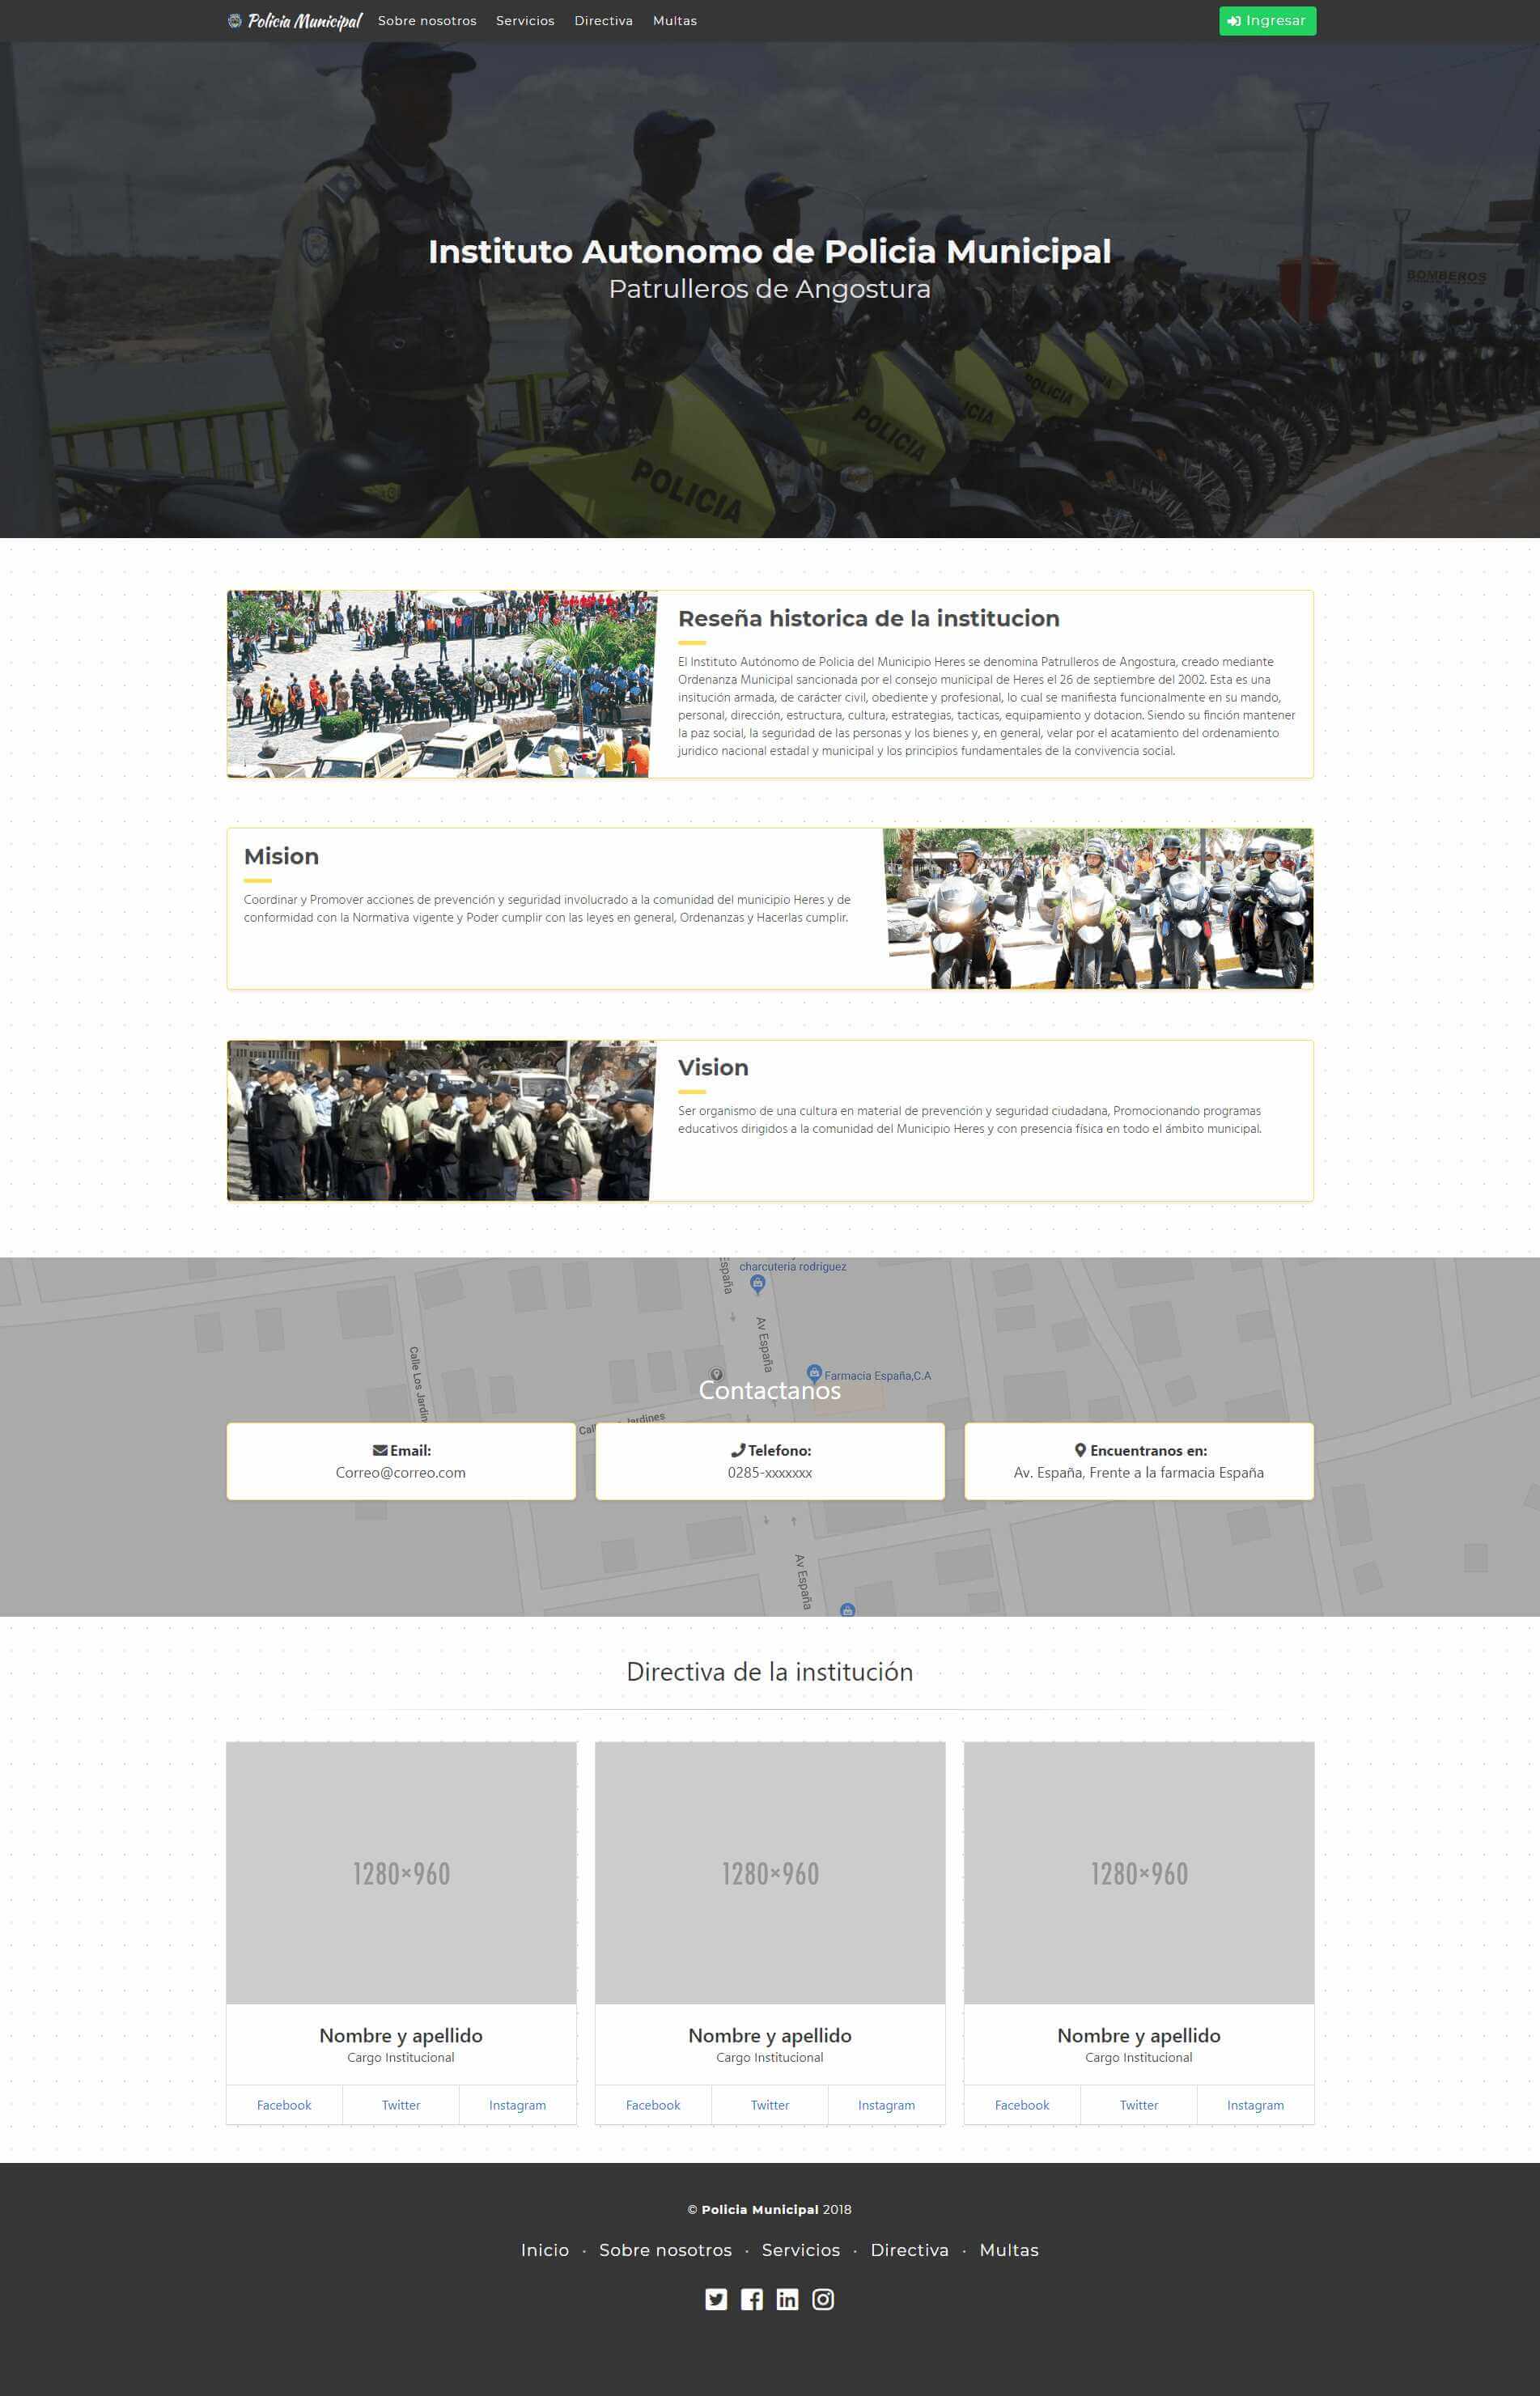 Policia Municipal Sobre nosotros Servicios Directiva Multas Ingresar
BOMBEROS
Instituto Autonomo de Policia Municipal
Patrulleros de Angostura
POLICIA
POLICIA
POLICIA
Reseña historica de la institucion
El Instituto Autónomo de Policia del Municipio Heres se denomina Patrulleros de Angostura, creado mediante
Ordenanza Municipal sancionada por el consejo municipal de Heres el 26 de septiembre del 2002. Esta es una
insitución armada, de carácter civil, obediente y profesional, lo cual se manifiesta funcionalmente en su mando,
personal, dirección, estructura, cultura, estrategias, tacticas, equipamiento y dotacion. Siendo su finción mantener
la paz social, la seguridad de las personas y los bienes y, en general, velar por el acatamiento del ordenamiento
juridico nacional estadal y municipal y los principios fundamentales de la convivencia social.
Mision
Coordinar y Promover acciones de prevención y seguridad involucrado a la comunidad del municipio Heres y de
conformidad con la Normativa vigente y Poder cumplir con las leyes en general, Ordenanzas y Hacerlas cumplir.
Vision
Ser organismo de una cultura en material de prevención y seguridad ciudadana, Promocionando programas
educativos dirigidos a la comunidad del Municipio Heres y con presencia física en todo el ámbito municipal.
España
charcuteria rodriguez
Av España
Calle Los Jardin
Farmacia España,C.A
Contactanos
Jardines
Email:
Correo@correo.com
Telefono:
0285-xxxxxxx
Encuentranos en:
Av. España, Frente a la farmacia España
Av España
Directiva de la institución
1280×960
1280×960
1280×960
Nombre y apellido
Cargo Institucional
Facebook Twitter Instagram
Nombre y apellido
Cargo Institucional
Facebook Twitter Instagram
Nombre y apellido
Cargo Institucional
Facebook Twitter Instagram
© Policia Municipal 2018
Inicio · Sobre nosotros · Servicios · Directiva · Multas